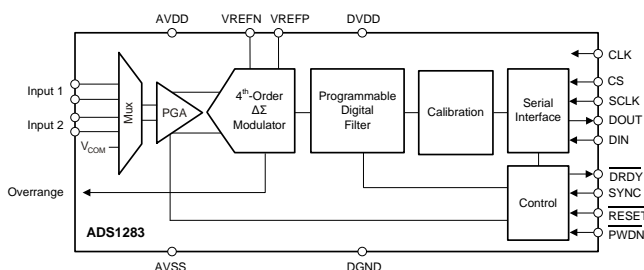 AVDD
VREFN
VREFP
DVDD
CLK
Input 1
Input 2
VCOM
Mux
PGA
4th-Order
ΔΣ
Modulator
Programmable
Digital
Filter
Calibration
Serial
Interface
CS
SCLK
DOUT
DIN
Overrange
Control
DRDY
SYNC
RESET
PWDN
ADS1283
AVSS
DGND